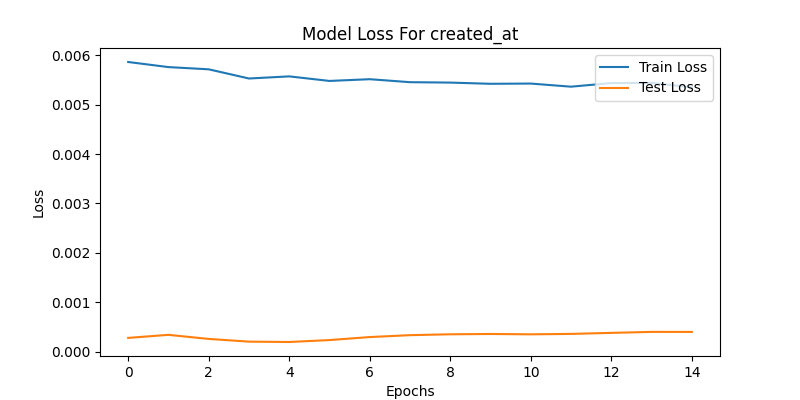 Model Loss For created_at
Train Loss
Test Loss
0.006
0.005
0.004
0.003
0.002
0.001
0.000
Loss
0 2 4 6 8 10 12 14
Epochs